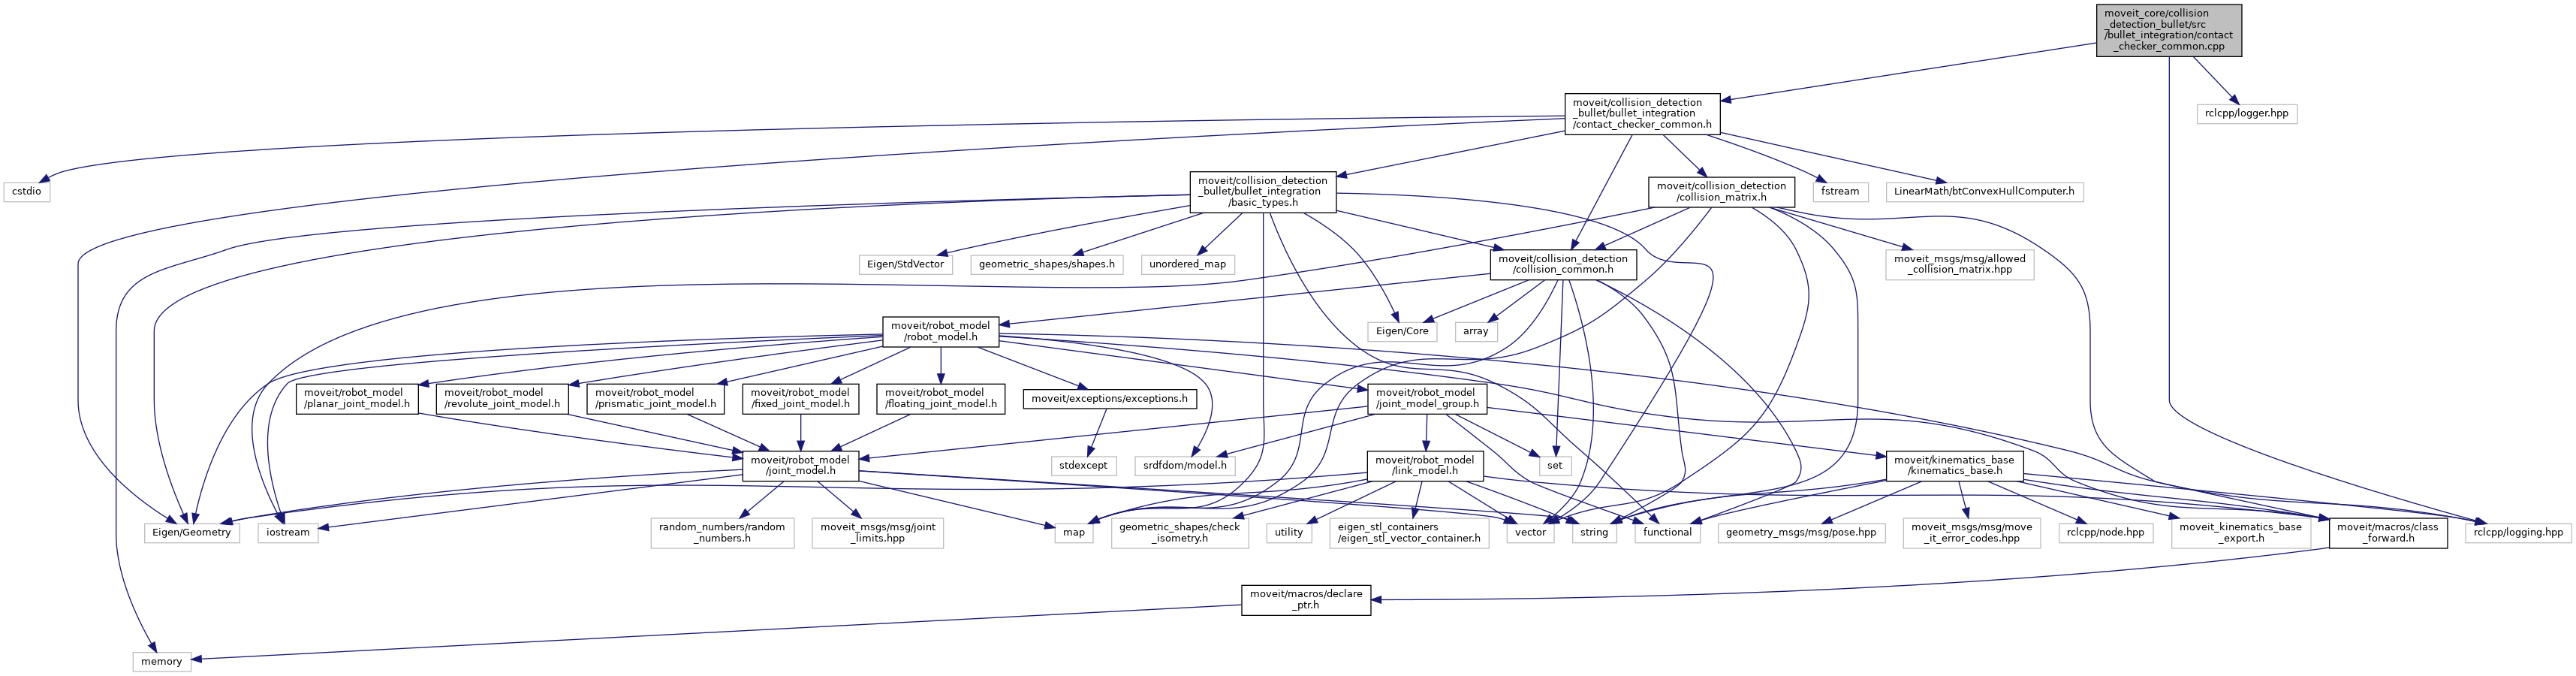 moveit_core/collision
_detection_bullet/src
/bullet_integration/contact
_checker_common.cpp
moveit/collision_detection
_bullet/bullet_integration
/contact_checker_common.h
rclcpp/logger.hpp
cstdio
moveit/collision_detection
_bullet/bullet_integration
/basic_types.h
moveit/collision_detection
/collision_matrix.h
fstream
LinearMath/btConvexHullComputer.h
Eigen/StdVector
geometric_shapes/shapes.h
unordered_map
moveit/collision_detection
/collision_common.h
moveit_msgs/msg/allowed
_collision_matrix.hpp
moveit/robot_model
/robot_model.h
Eigen/Core
array
moveit/robot_model
/planar_joint_model.h
moveit/robot_model
/revolute_joint_model.h
moveit/robot_model
/prismatic_joint_model.h
moveit/robot_model
/fixed_joint_model.h
moveit/robot_model
/floating_joint_model.h
moveit/exceptions/exceptions.h
moveit/robot_model
/joint_model_group.h
moveit/robot_model
/joint_model.h
stdexcept
srdfdom/model.h
moveit/robot_model
/link_model.h
set
moveit/kinematics_base
/kinematics_base.h
Eigen/Geometry
iostream
random_numbers/random
_numbers.h
moveit_msgs/msg/joint
_limits.hpp
map
geometric_shapes/check
_isometry.h
utility
eigen_stl_containers
/eigen_stl_vector_container.h
vector
string
functional
geometry_msgs/msg/pose.hpp
moveit_msgs/msg/move
_it_error_codes.hpp
rclcpp/node.hpp
moveit_kinematics_base
_export.h
moveit/macros/class
_forward.h
rclcpp/logging.hpp
moveit/macros/declare
_ptr.h
memory